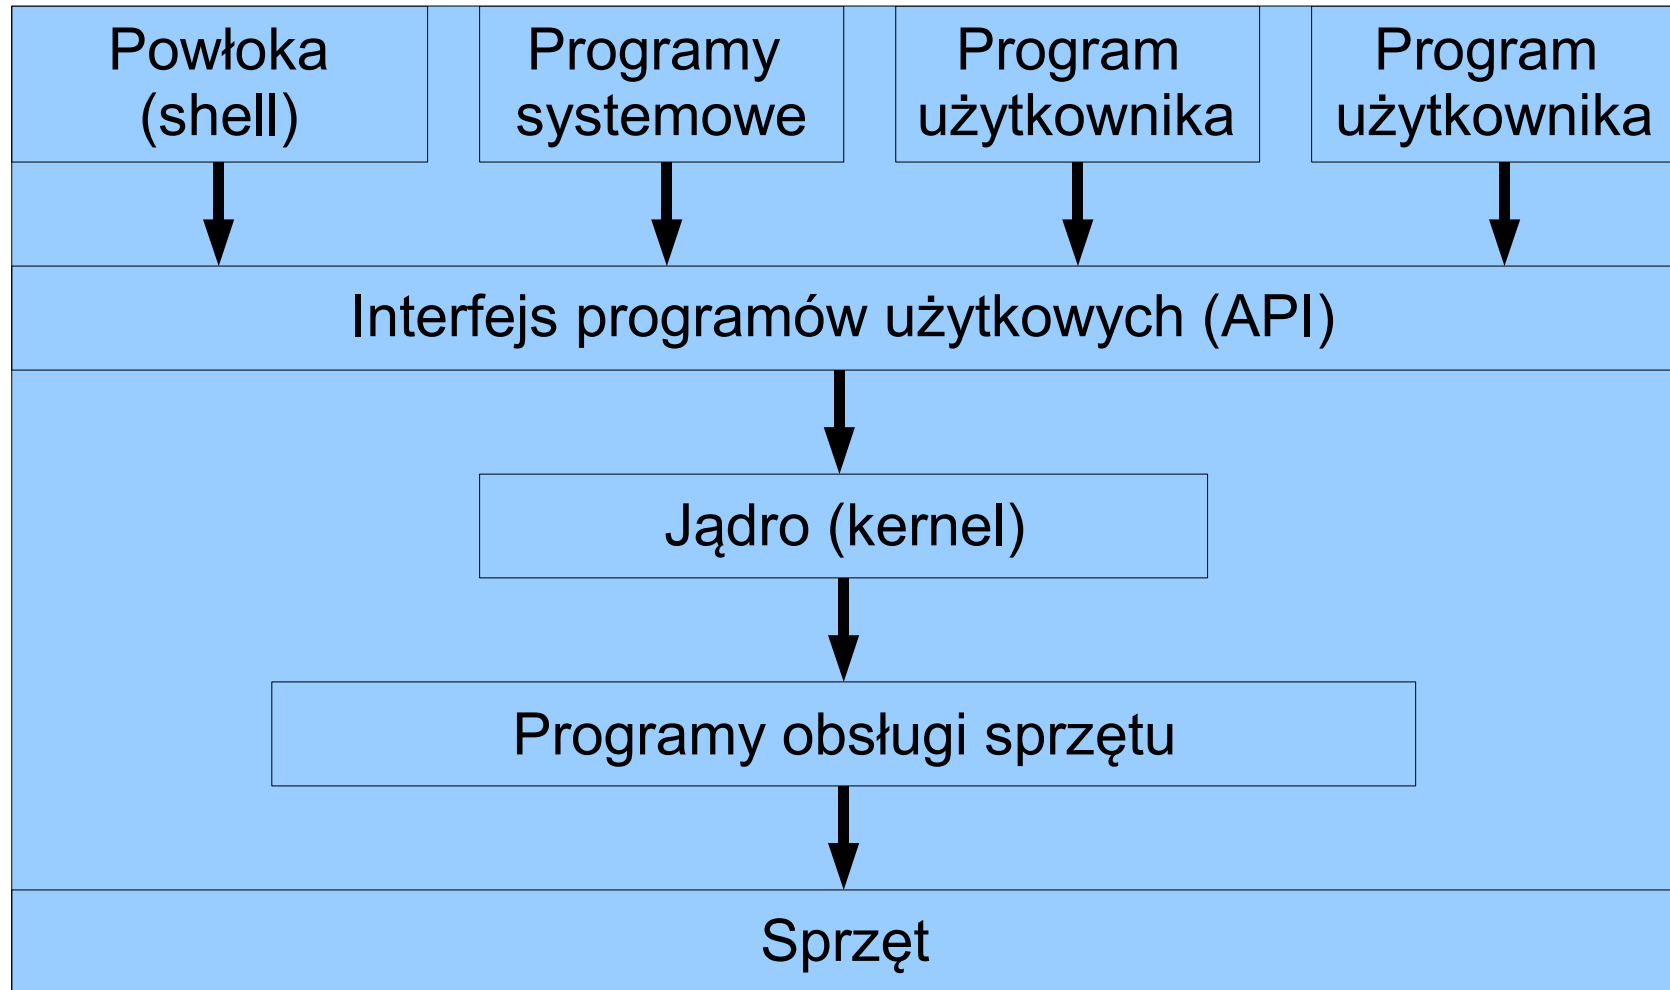 Powłoka
(shell)
Programy
systemowe
Program
użytkownika
Program
użytkownika
Interfejs programów użytkowych (API)
Jądro (kernel)
Programy obsługi sprzętu
Sprzęt